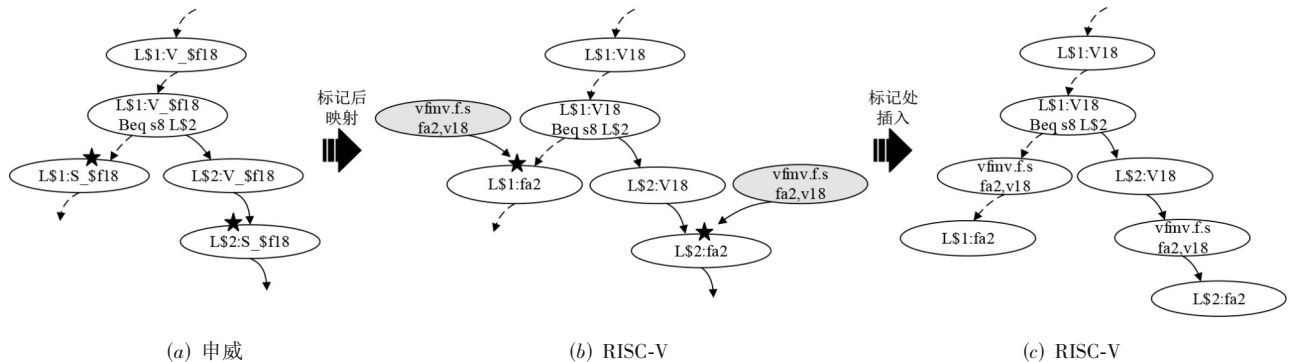 L$1:V_$f18
L$1:V_$f18
Beq s8 L$2
L$1:S_$f18
L$2:V_$f18
L$2:S_$f18
(a) 申威
标记后
映射
L$1:V18
vfmv.f.s
fa2,v18
L$1:V18
Beq s8 L$2
L$1:fa2
L$2:V18
vfmv.f.s
fa2,v18
L$2:fa2
(b) RISC-V
标记处
插入
L$1:V18
L$1:V18
Beq s8 L$2
vfmv.f.s
fa2,v18
L$2:V18
L$1:fa2
vfmv.f.s
fa2,v18
L$2:fa2
(c) RISC-V